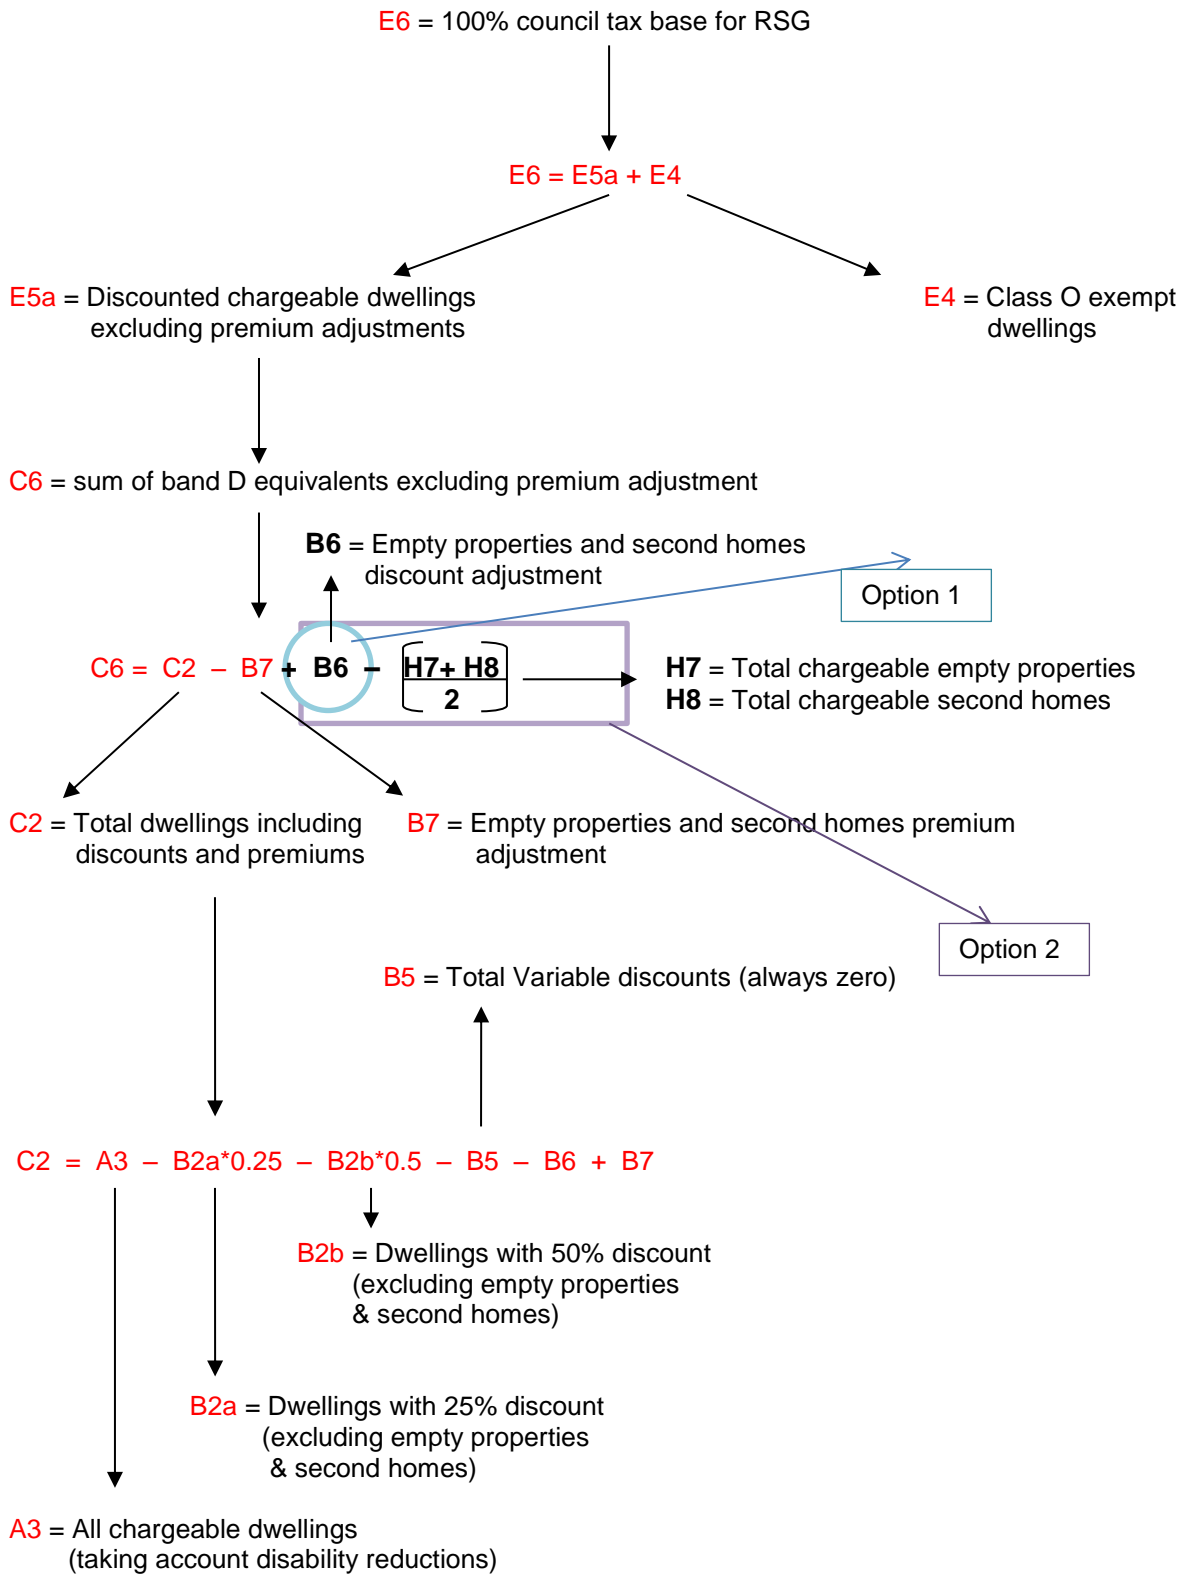 E6 = 100% council tax base for RSG
E6 = E5a + E4
E5a = Discounted chargeable dwellings
excluding premium adjustments
E4 = Class O exempt
dwellings
C6 = sum of band D equivalents excluding premium adjustment
B6 = Empty properties and second homes
discount adjustment
Option 1
C6 = C2 – B7 + B6 – (H7+ H8
2)
H7 = Total chargeable empty properties
H8 = Total chargeable second homes
C2 = Total dwellings including
discounts and premiums
B7 = Empty properties and second homes premium
adjustment
Option 2
B5 = Total Variable discounts (always zero)
C2 = A3 – B2a*0.25 – B2b*0.5 – B5 – B6 + B7
B2b = Dwellings with 50% discount
(excluding empty properties
& second homes)
B2a = Dwellings with 25% discount
(excluding empty properties
& second homes)
A3 = All chargeable dwellings
(taking account disability reductions)